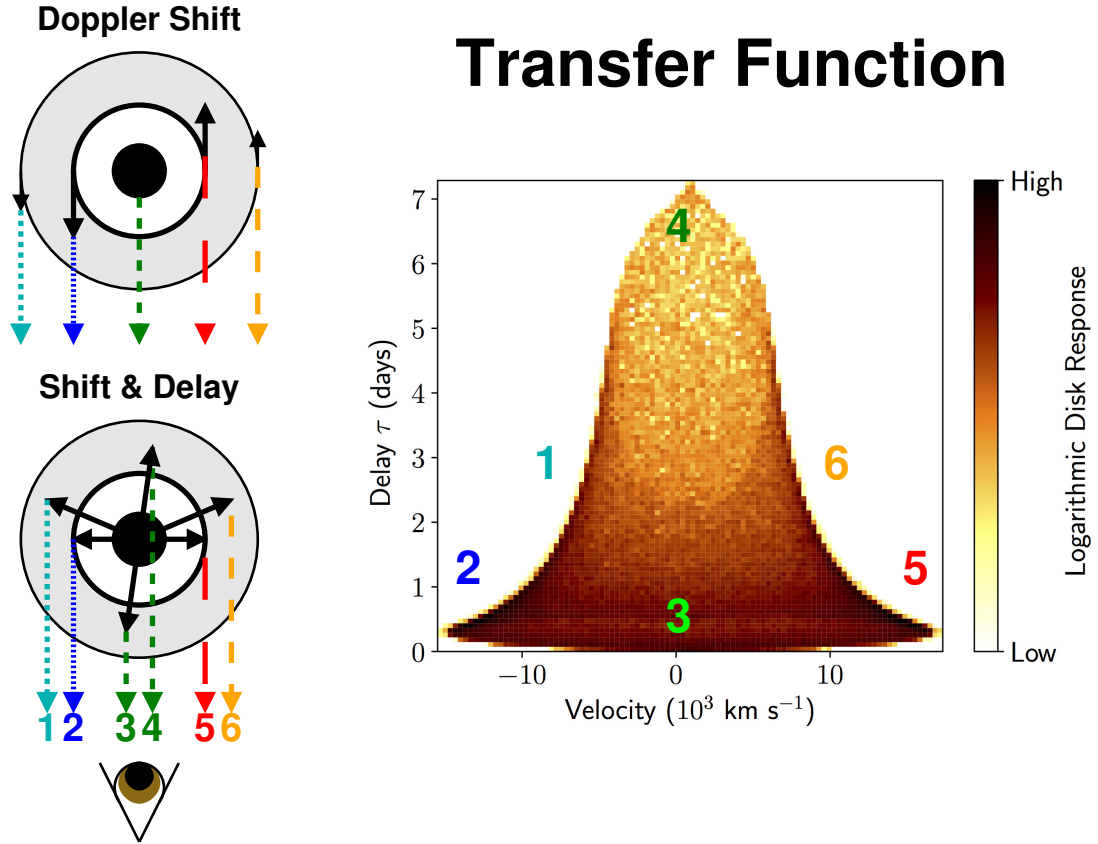 Doppler Shift
Shift & Delay
1 2 3 4 5 6
Transfer Function
Delay τ (days)
7
6
5
4
3
2
1
0
4
1
6
2
5
3
−10 0 10
Velocity (10³ km s⁻¹)
High
Low
Logarithmic Disk Response